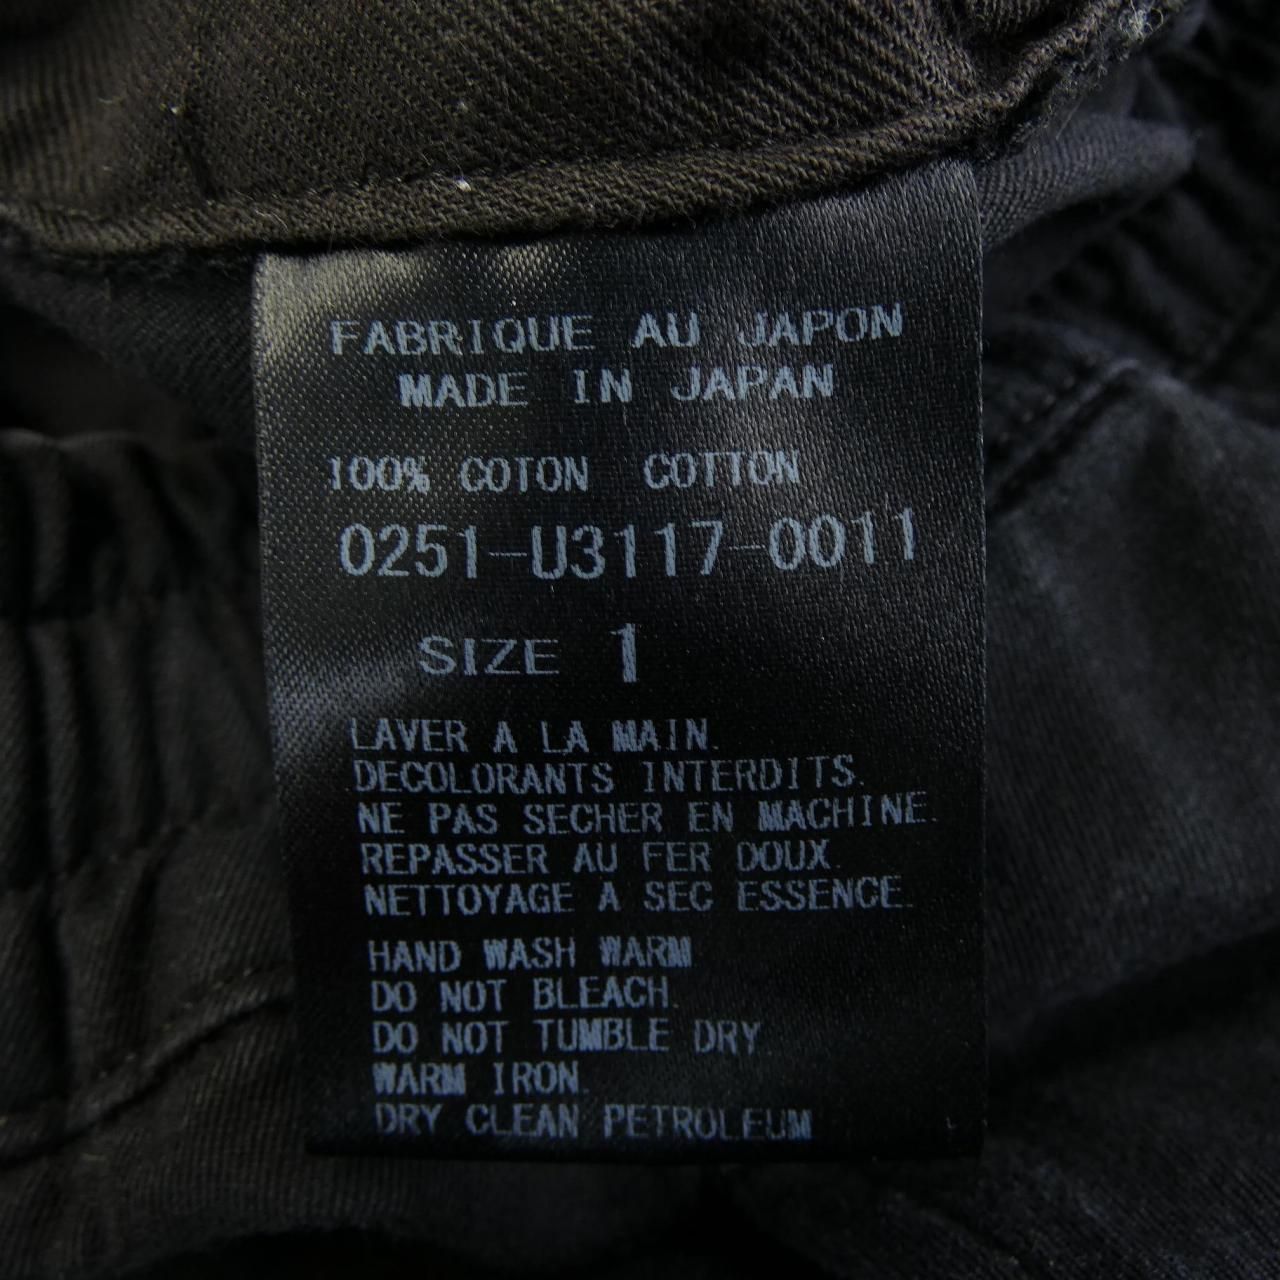 FABRIQUE AU JAPON
MADE IN JAPAN
100% COTON COTTON
0251-U3117-0011
SIZE 1
LAVER A LA MAIN.
DECOLORANTS INTERDITS.
NE PAS SECHER EN MACHINE.
REPASSER AU FER DOUX.
NETTOYAGE A SEC ESSENCE.
HAND WASH WARM
DO NOT BLEACH.
DO NOT TUMBLE DRY.
WARM IRON.
DRY CLEAN PETROLEUM